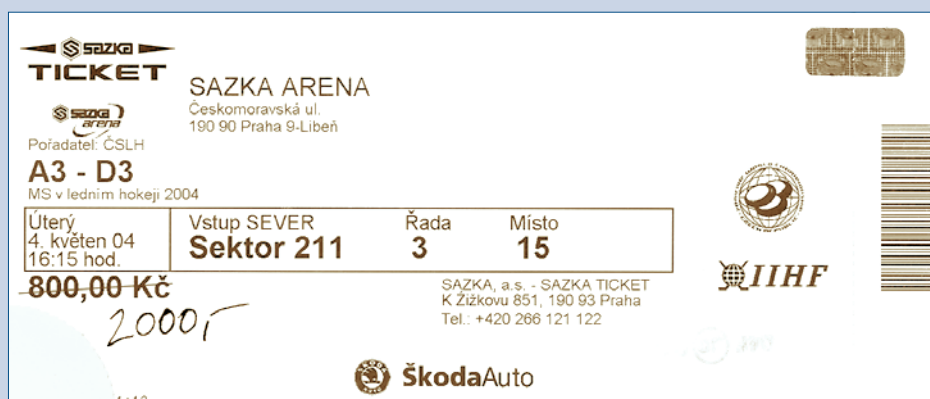 sazka
TICKET
sazka
arena
SAZKA ARENA
Českomoravská ul.
190 90 Praha 9-Libeň
Pořadatel: ČSLH
A3 - D3
MS v ledním hokeji 2004
Úterý
4. květen 04
16:15 hod.
Vstup SEVER
Sektor 211
Řada
3
Místo
15
800,00 Kč
2000,-
SAZKA, a.s. - SAZKA TICKET
K Žižkovu 851, 190 93 Praha
Tel.: +420 266 121 122
IIHF
ŠkodaAuto